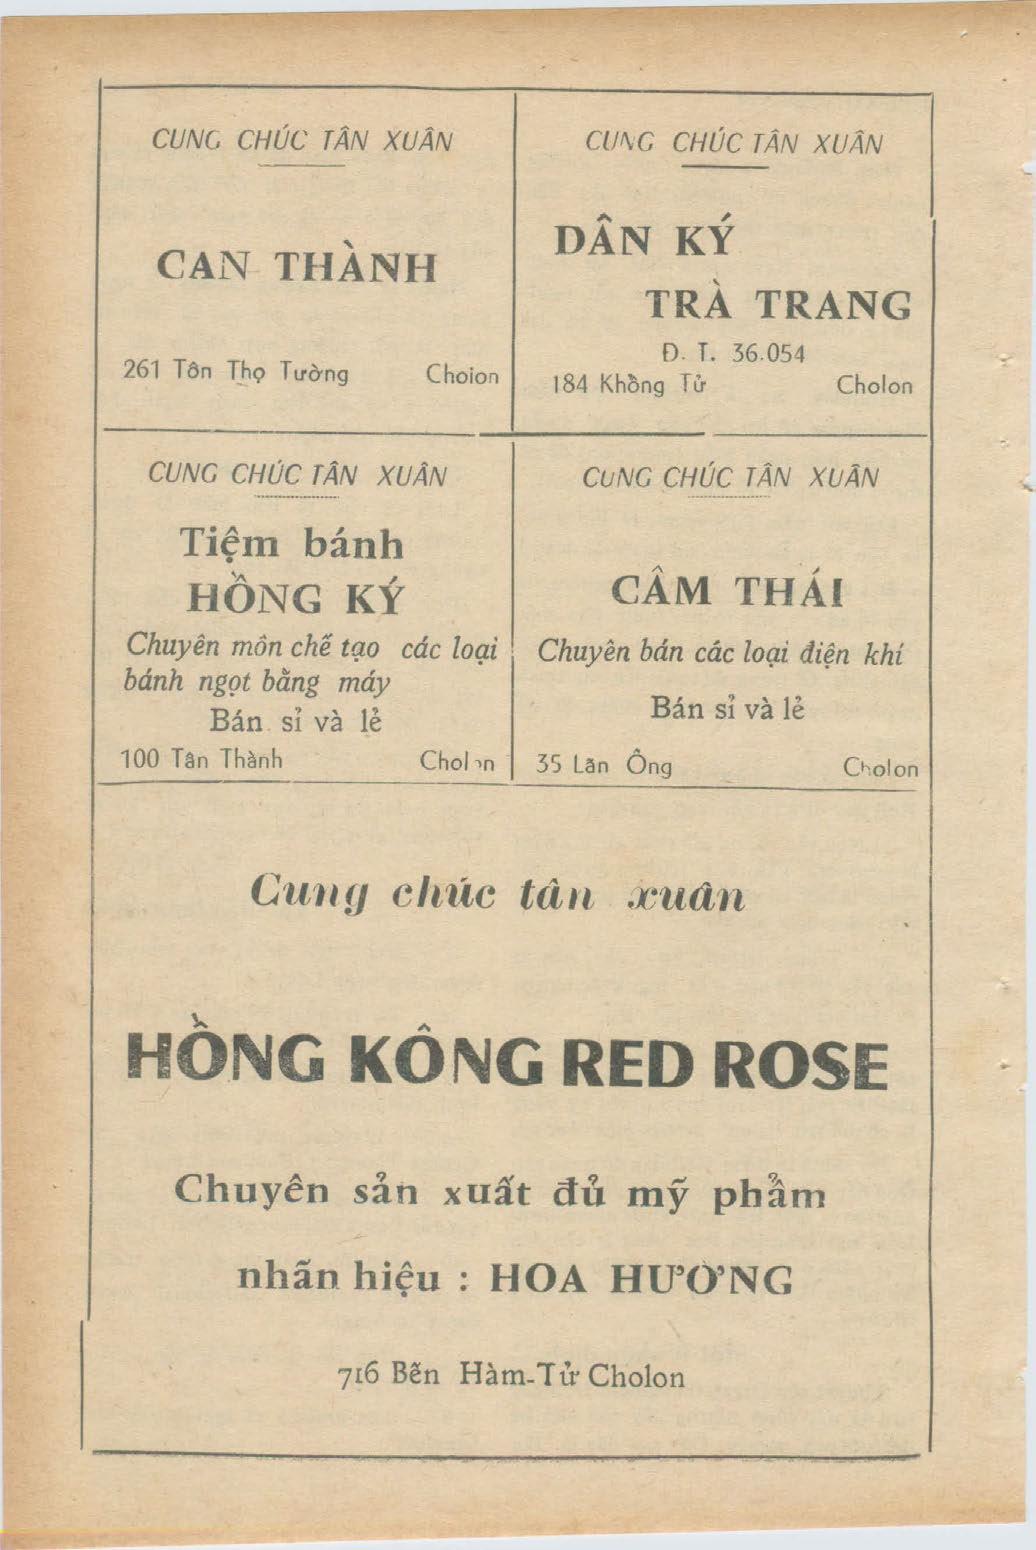 CUNG CHÚC TÂN XUÂN
CAN THÀNH
261 Tôn Thọ Tường Cholon
CUNG CHÚC TÂN XUÂN
DÂN KÝ
TRÀ TRANG
Đ. T. 36.054
184 Khổng Tử Cholon
CUNG CHÚC TÂN XUÂN
Tiệm bánh
HỒNG KÝ
Chuyên môn chế tạo các loại
bánh ngọt bằng máy
Bán sỉ và lẻ
100 Tân Thành Cholon
CUNG CHÚC TÂN XUÂN
CÂM THÁI
Chuyên bán các loại điện khí
Bán sỉ và lẻ
35 Lãn Ông Cholon
Cung chúc tân xuân
HỒNG KÔNG RED ROSE
Chuyên sản xuất đủ mỹ phẩm
nhãn hiệu : HOA HƯỜNG
716 Bến Hàm-Tử Cholon